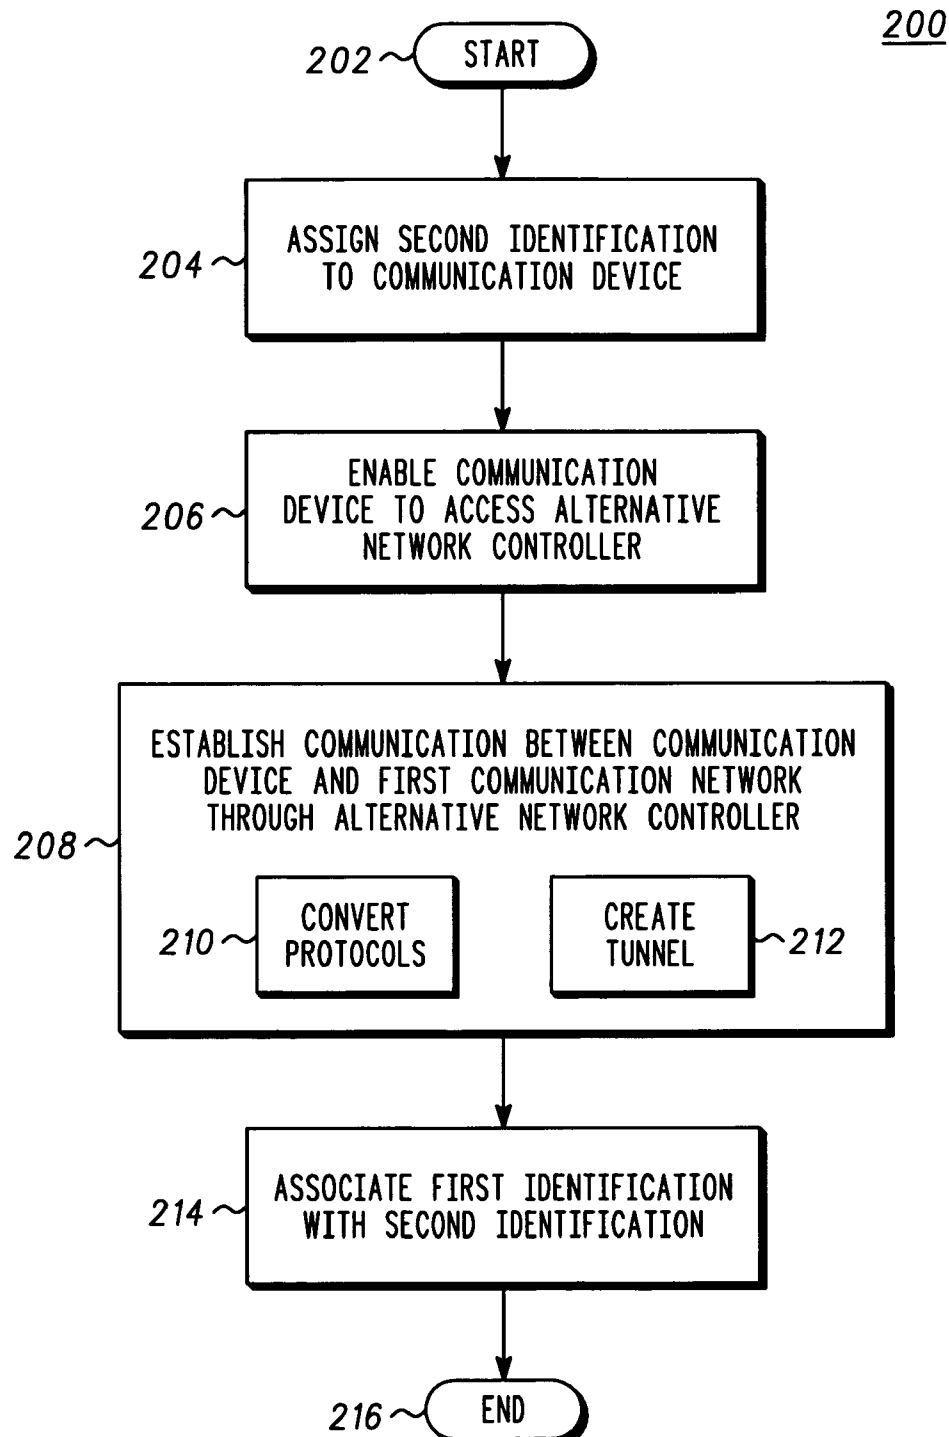 200
202
START
204
ASSIGN SECOND IDENTIFICATION
TO COMMUNICATION DEVICE
206
ENABLE COMMUNICATION
DEVICE TO ACCESS ALTERNATIVE
NETWORK CONTROLLER
208
ESTABLISH COMMUNICATION BETWEEN COMMUNICATION
DEVICE AND FIRST COMMUNICATION NETWORK
THROUGH ALTERNATIVE NETWORK CONTROLLER
210
CONVERT
PROTOCOLS
CREATE
TUNNEL
212
214
ASSOCIATE FIRST IDENTIFICATION
WITH SECOND IDENTIFICATION
216
END